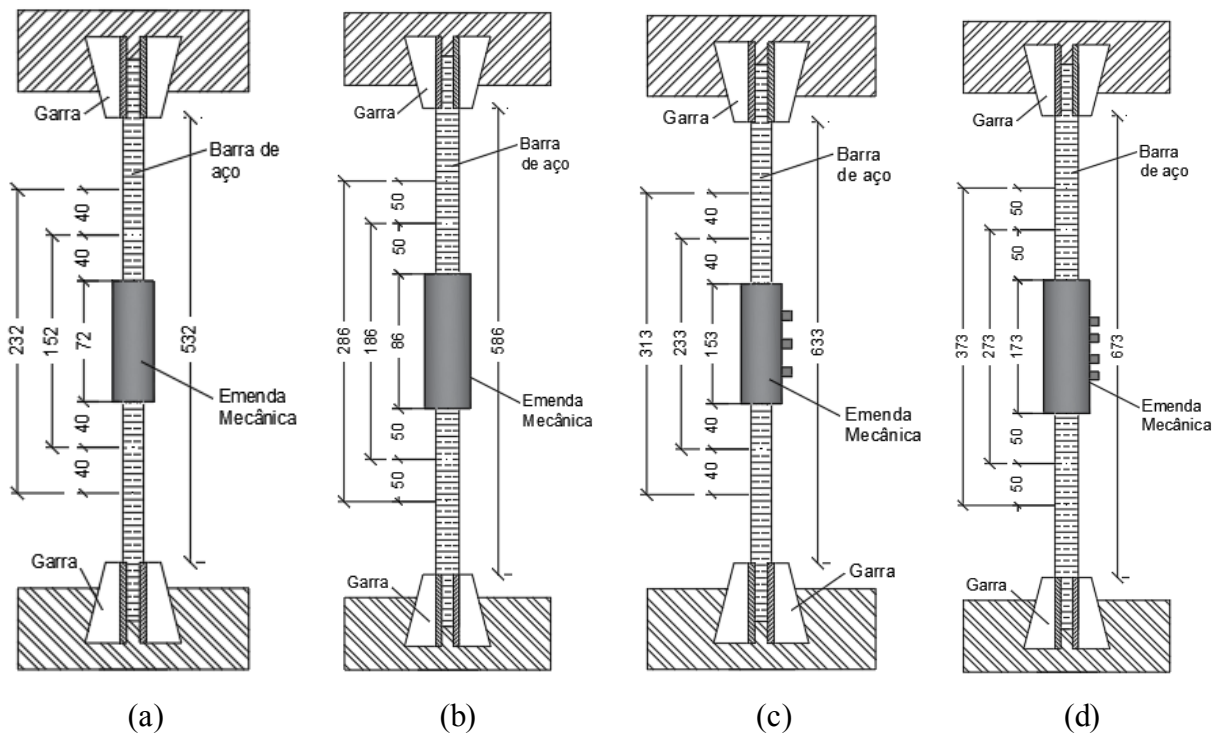 Garra
Barra de
aço
40
40
232
152
72
532
Emenda
Mecânica
40
40
Garra
(a)
Garra
Barra
de aço
50
50
286
186
86
586
Emenda
Mecânica
50
50
Garra
(b)
Garra
Barra
de aço
40
40
313
233
153
633
Emenda
Mecânica
40
40
Garra
(c)
Garra
Barra
de aço
50
50
373
273
173
673
Emenda
Mecânica
50
50
Garra
(d)